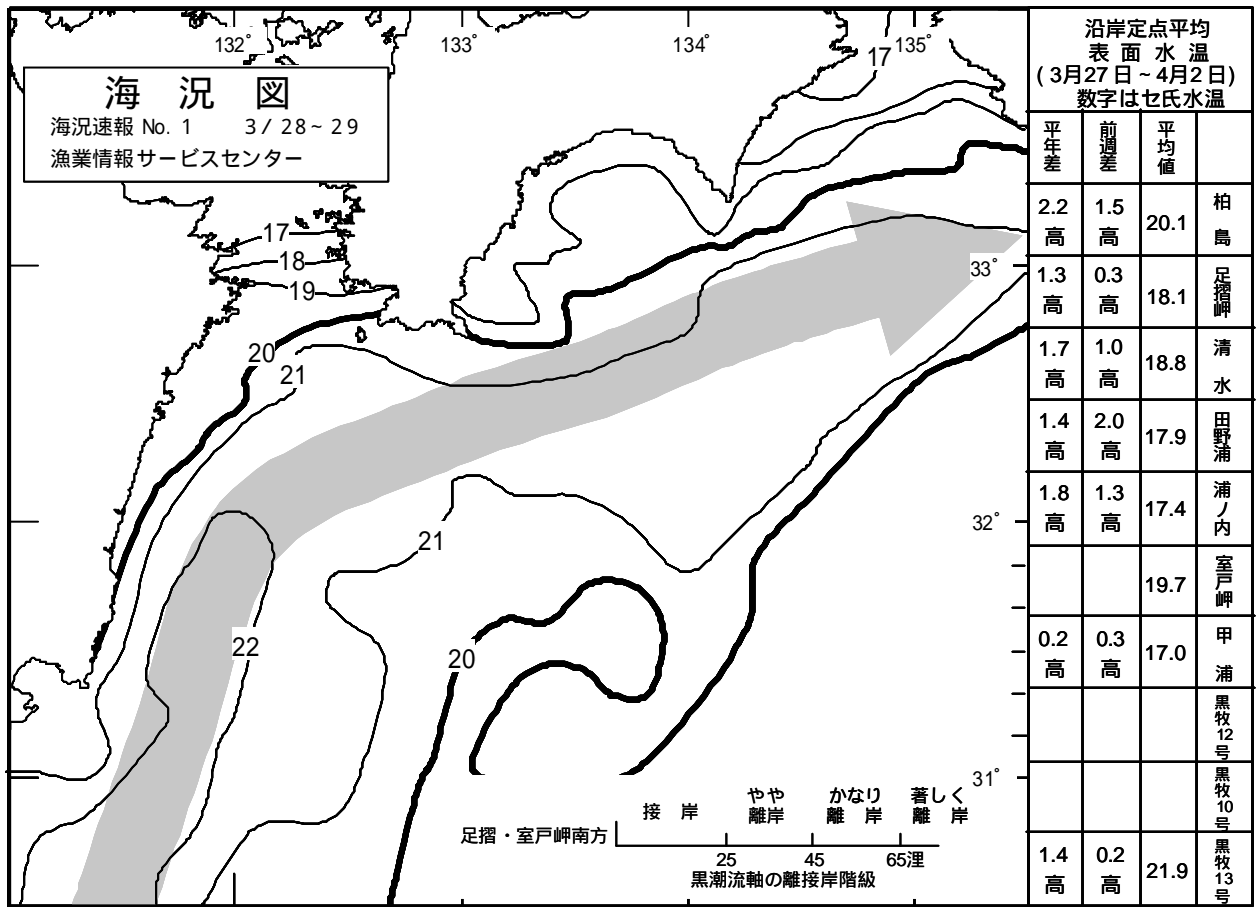 132°
133°
134°
135°
17
海 況 図
海況速報 No. 1 3/28~29
漁業情報サービスセンター
17
18
19
20
21
33°
32°
21
22
20
31°
接 岸
やや離岸
かなり離 岸
著しく離 岸
足摺・室戸岬南方
25 45 65浬
黒潮流軸の離接岸階級
沿岸定点平均
表 面 水 温
(3月27日~4月2日)
数字はセ氏水温
平年差 前週差 平均値
2.2高 1.5高 20.1 柏島
1.3高 0.3高 18.1 足摺岬
1.7高 1.0高 18.8 清水
1.4高 2.0高 17.9 田野浦
1.8高 1.3高 17.4 浦ノ内
19.7 室戸岬
0.2高 0.3高 17.0 甲浦
黒牧12号
黒牧10号
1.4高 0.2高 21.9 黒牧13号